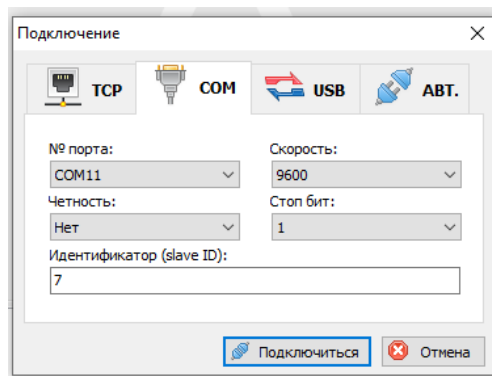 Подключение
TCP COM USB АВТ.
№ порта: Скорость:
COM11 9600
Четность: Стоп бит:
Нет 1
Идентификатор (slave ID):
7
Подключиться Отмена